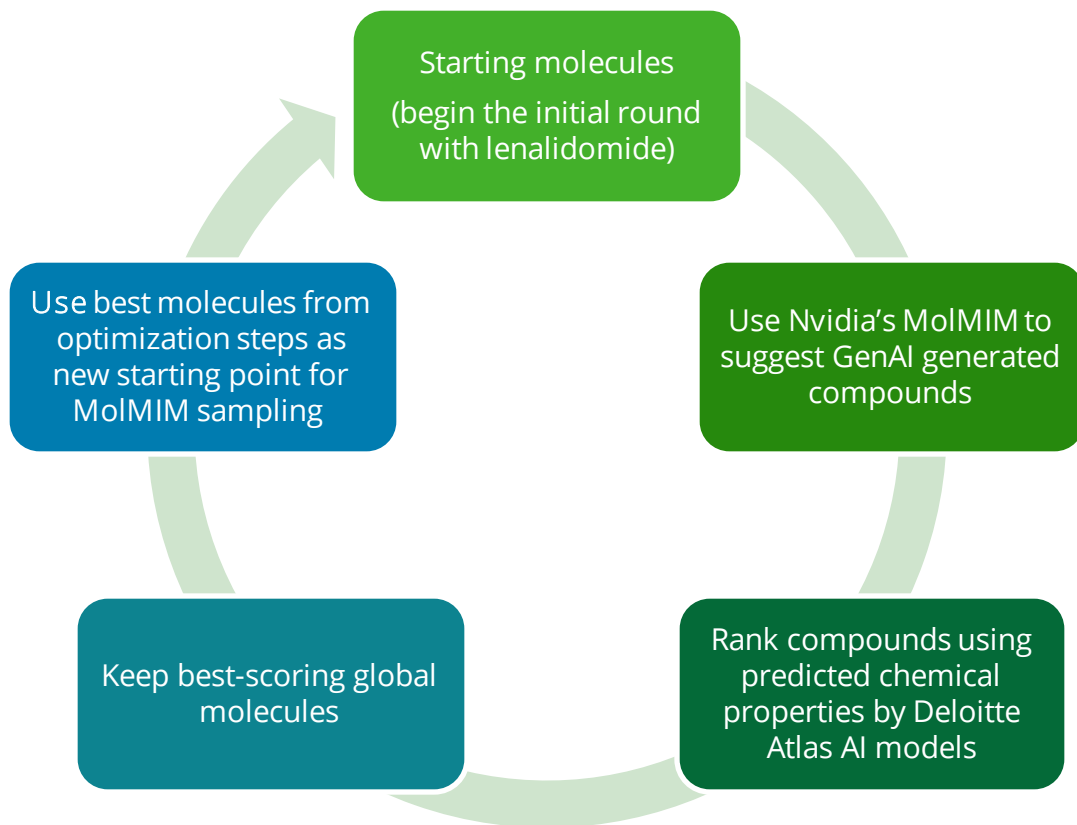 Starting molecules
(begin the initial round
with lenalidomide)
Use Nvidia’s MolMIM to
suggest GenAI generated
compounds
Rank compounds using
predicted chemical
properties by Deloitte
Atlas AI models
Keep best-scoring global
molecules
Use best molecules from
optimization steps as
new starting point for
MolMIM sampling